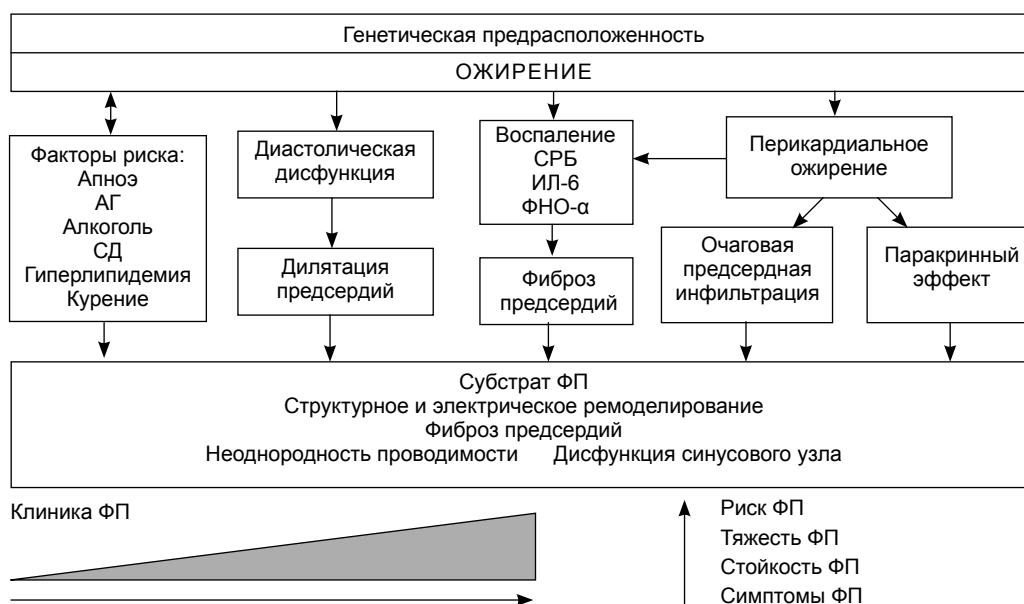 Генетическая предрасположенность
ОЖИРЕНИЕ
Факторы риска:
Апноэ
АГ
Алкоголь
СД
Гиперлипидемия
Курение
Диастолическая
дисфункция
Дилятация
предсердий
Воспаление
СРБ
ИЛ-6
ФНО-α
Фиброз
предсердий
Перикардиальное
ожирение
Очаговая
предсердная
инфильтрация
Паракринный
эффект
Субстрат ФП
Структурное и электрическое ремоделирование
Фиброз предсердий
Неоднородность проводимости Дисфункция синусового узла
Клиника ФП
Риск ФП
Тяжесть ФП
Стойкость ФП
Симптомы ФП